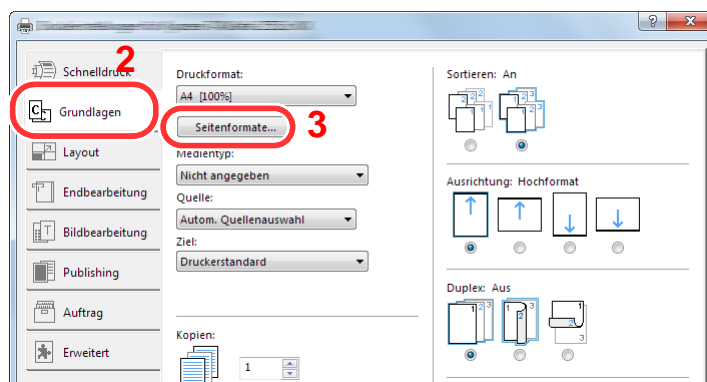 2
Schnelldruck
Grundlagen
Layout
Endbearbeitung
Bildbearbeitung
Publishing
Auftrag
Erweitert
Druckformat:
A4 [100%]
Seitenformate...
3
Medientyp:
Nicht angegeben
Quelle:
Autom. Quellenauswahl
Ziel:
Druckerstandard
Kopien:
1
Sortieren: An
Ausrichtung: Hochformat
Duplex: Aus